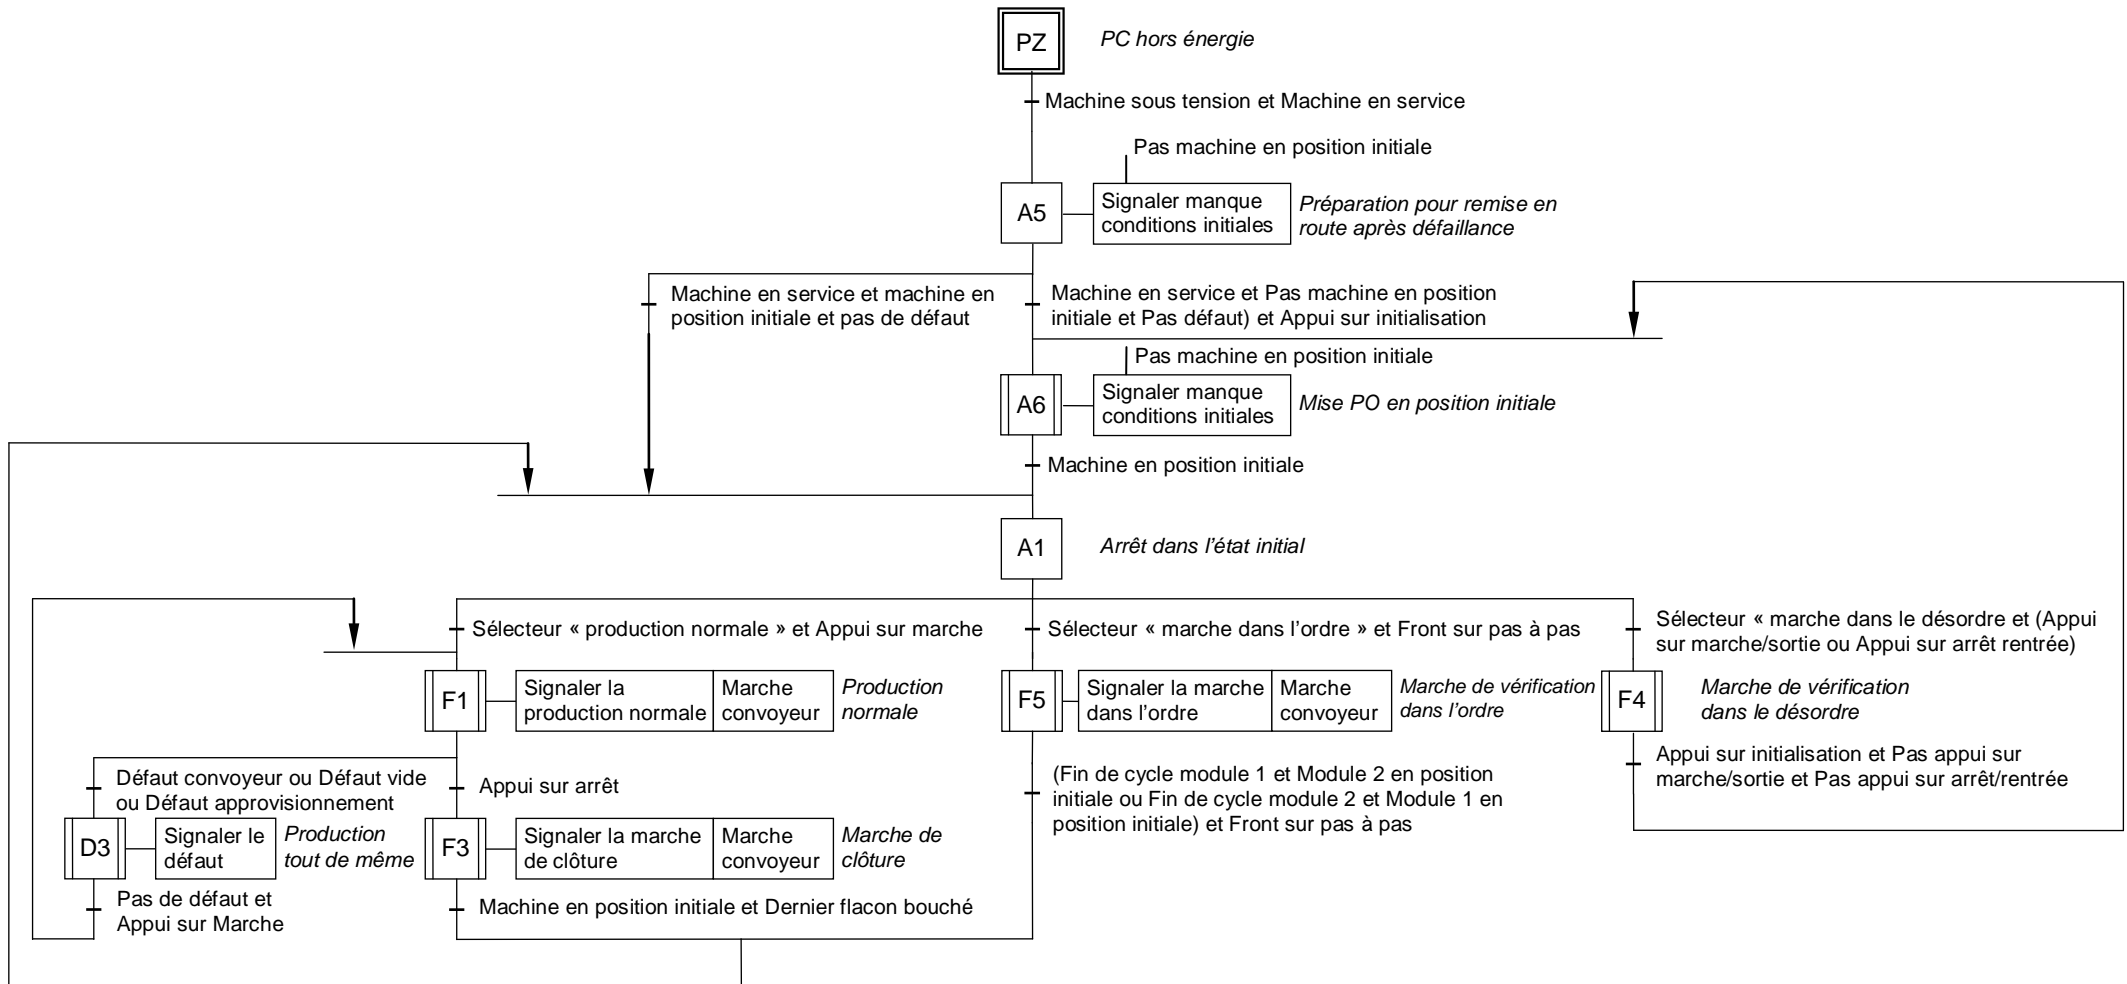 PZ
PC hors énergie
Machine sous tension et Machine en service
Pas machine en position initiale
A5
Signaler manque
conditions initiales
Préparation pour remise en
route après défaillance
Machine en service et machine en
position initiale et pas de défaut
Machine en service et Pas machine en position
initiale et Pas défaut) et Appui sur initialisation
Pas machine en position initiale
A6
Signaler manque
conditions initiales
Mise PO en position initiale
Machine en position initiale
A1
Arrêt dans l'état initial
Sélecteur « production normale » et Appui sur marche
Sélecteur « marche dans l'ordre » et Front sur pas à pas
Sélecteur « marche dans le désordre et (Appui
sur marche/sortie ou Appui sur arrêt rentrée)
F1
Signaler la
production normale
Marche
convoyeur
Production
normale
F5
Signaler la marche
dans l'ordre
Marche
convoyeur
Marche de vérification
dans l'ordre
F4
Marche de vérification
dans le désordre
Défaut convoyeur ou Défaut vide
ou Défaut approvisionnement
Appui sur arrêt
(Fin de cycle module 1 et Module 2 en position
initiale ou Fin de cycle module 2 et Module 1 en
position initiale) et Front sur pas à pas
Appui sur initialisation et Pas appui sur
marche/sortie et Pas appui sur arrêt/rentrée
D3
Signaler le
défaut
Production
tout de même
F3
Signaler la marche
de clôture
Marche
convoyeur
Marche de
clôture
Pas de défaut et
Appui sur Marche
Machine en position initiale et Dernier flacon bouché